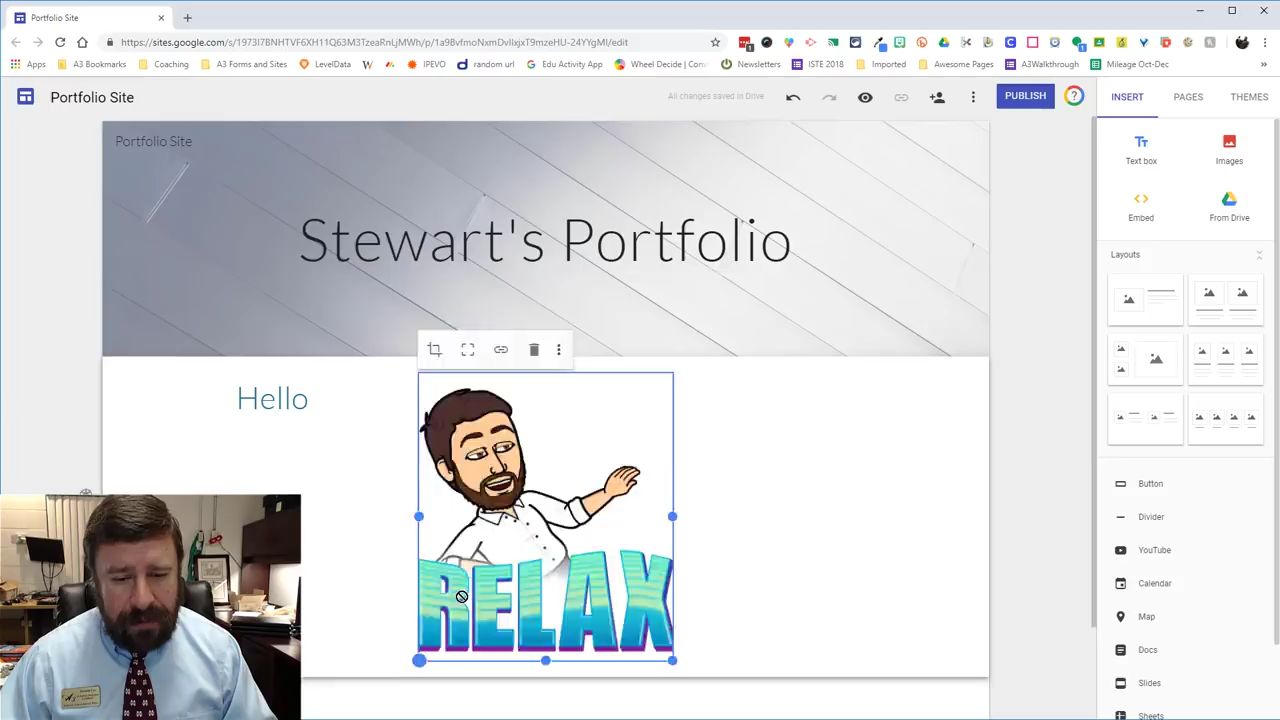 Portfolio Site
https://sites.google.com/s/
/edit
Apps
A3 Bookmarks
Coaching
A3 Forms and Sites
LevelData
IPEVO
random url
Edu Activity App
Wheel Decide | Com
Newsletters
ISTE 2018
Imported
Awesome Pages
A3Walkthrough
Mileage Oct-Dec
Portfolio Site
All changes saved in Drive
PUBLISH
INSERT
PAGES
THEMES
Portfolio Site
Stewart's Portfolio
Hello
RELAX
Text box
Images
Embed
From Drive
Layouts
Button
Divider
YouTube
Calendar
Map
Docs
Slides
Sheets